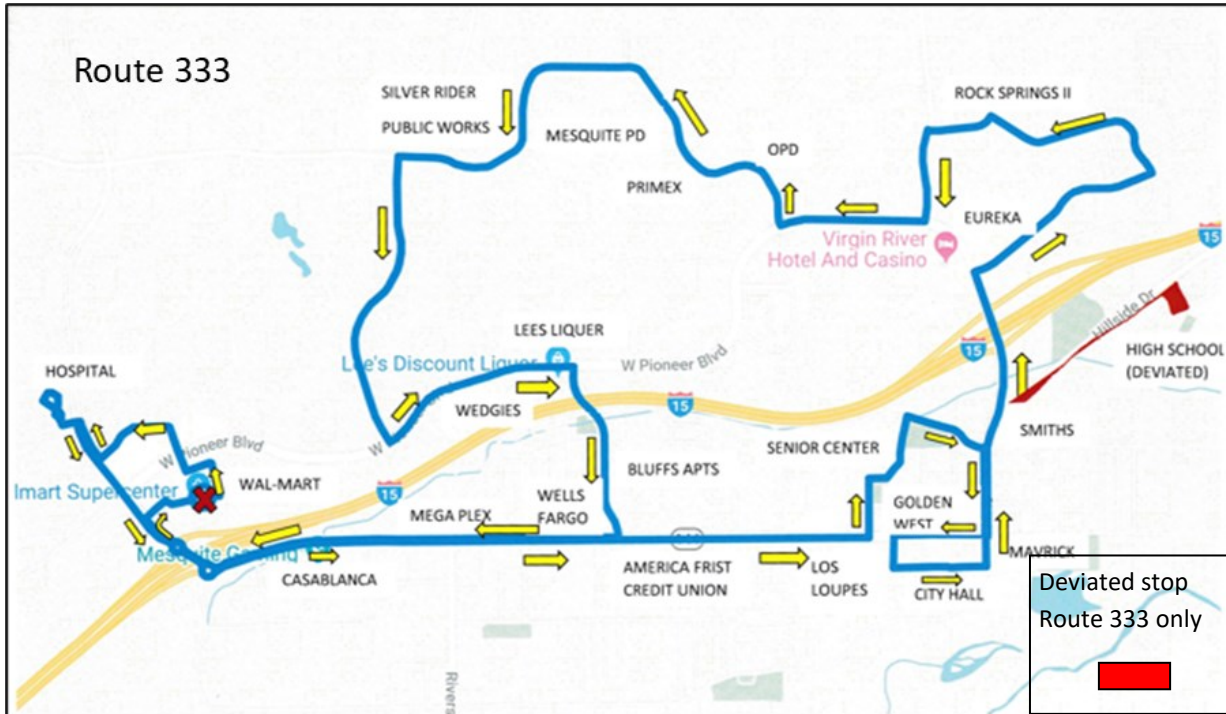 Route 333
SILVER RIDER
PUBLIC WORKS
MESQUITE PD
PRIMEX
OPD
ROCK SPRINGS II
EUREKA
Virgin River
Hotel And Casino
15
Hillside Dr
15
HIGH SCHOOL
(DEVIATED)
LEES LIQUER
Lee's Discount Liquor
W Pioneer Blvd
15
HOSPITAL
WEDGIES
W
SMITHS
SENIOR CENTER
W Pioneer Blvd
BLUFFS APTS
lmart Supercenter
WAL-MART
15
WELLS
FARGO
MEGA PLEX
GOLDEN
WEST
Mesquite Ga
CASABLANCA
AMERICA FRIST
CREDIT UNION
LOS
LOUPES
MAVRICK
CITY HALL
Deviated stop
Route 333 only
Rivers